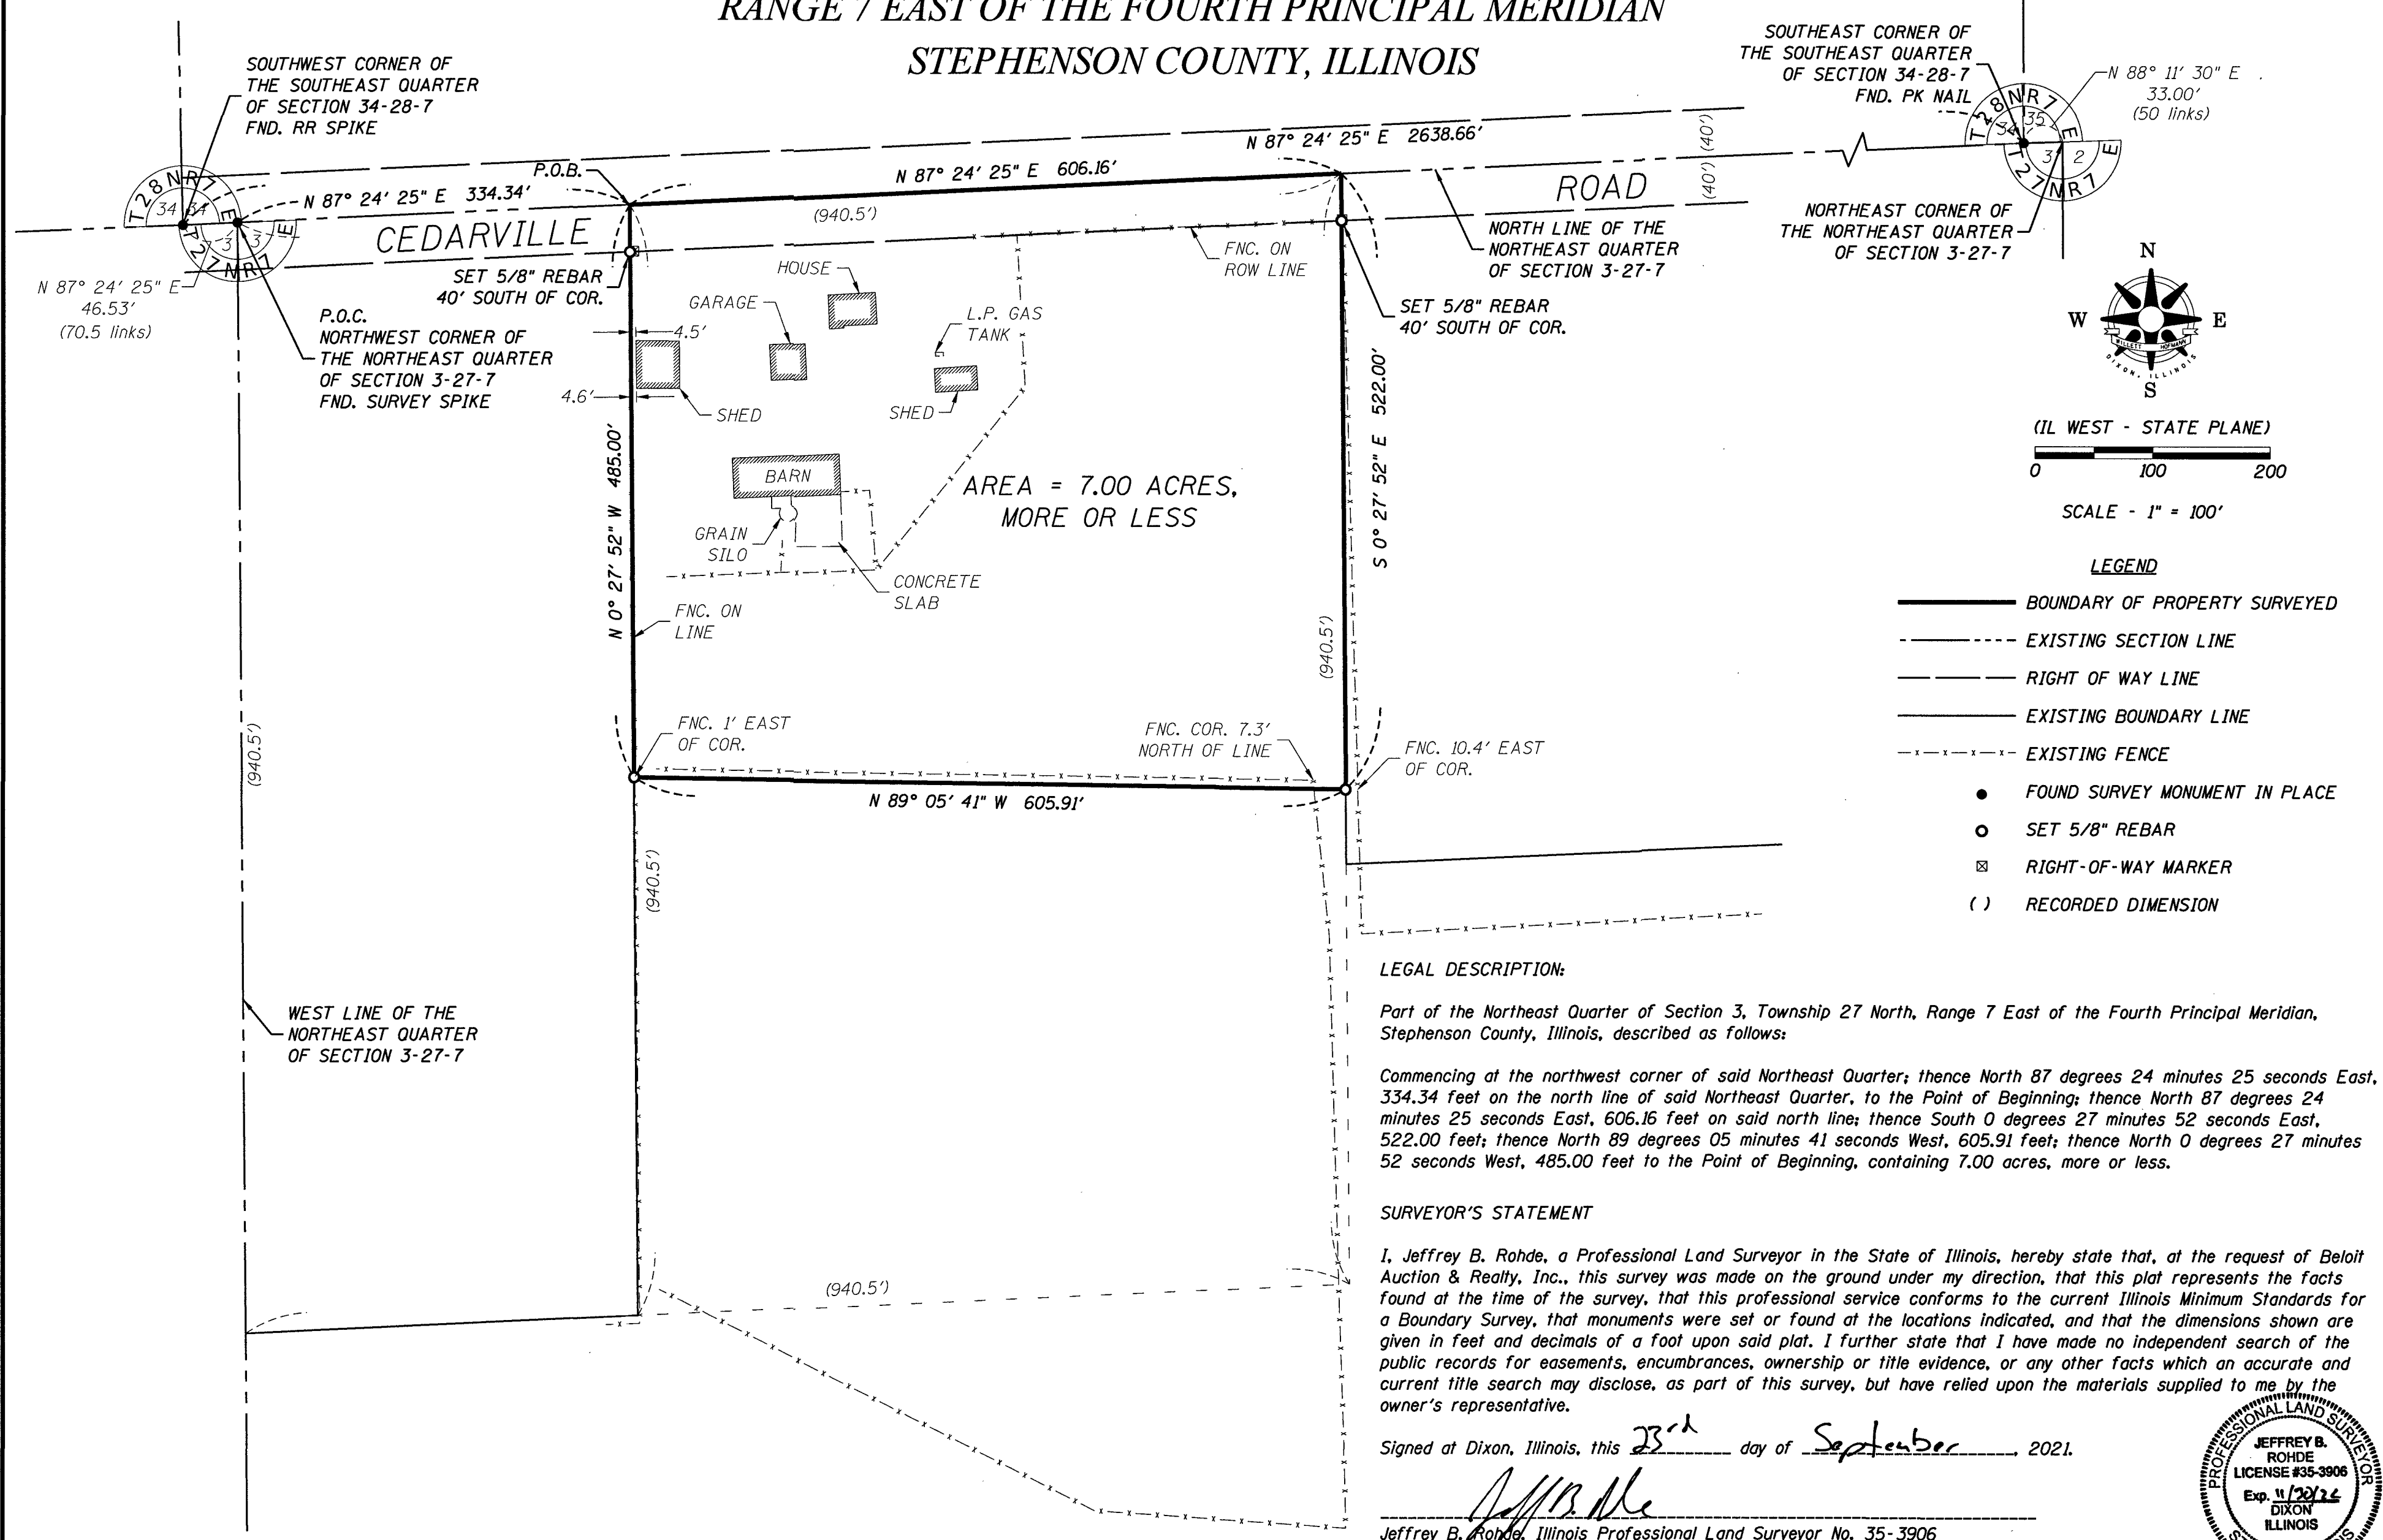 RANGE 7 EAST OF THE FOURTH PRINCIPAL MERIDIAN
STEPHENSON COUNTY, ILLINOIS
SOUTHWEST CORNER OF
THE SOUTHEAST QUARTER
OF SECTION 34-28-7
FND. RR SPIKE
SOUTHEAST CORNER OF
THE SOUTHEAST QUARTER
OF SECTION 34-28-7
FND. PK NAIL
N 88° 11' 30" E
33.00'
(50 links)
T28NR7E
34 35
3 2
T27NR7E
N 87° 24' 25" E 2638.66'
(40') (40')
P.O.B.
N 87° 24' 25" E 606.16'
(940.5')
T28NR7E
34 34
3 3
T27NR7E
N 87° 24' 25" E 334.34'
CEDARVILLE
ROAD
N 87° 24' 25" E
46.53'
(70.5 links)
SET 5/8" REBAR
40' SOUTH OF COR.
P.O.C.
NORTHWEST CORNER OF
THE NORTHEAST QUARTER
OF SECTION 3-27-7
FND. SURVEY SPIKE
HOUSE
GARAGE
L.P. GAS
TANK
4.5'
4.6'
SHED
SHED
FNC. ON
ROW LINE
NORTH LINE OF THE
NORTHEAST QUARTER
OF SECTION 3-27-7
NORTHEAST CORNER OF
THE NORTHEAST QUARTER
OF SECTION 3-27-7
SET 5/8" REBAR
40' SOUTH OF COR.
N
W E
WILLETT HOFMANN
DIXON, ILLINOIS
S
(IL WEST - STATE PLANE)
0 100 200
SCALE - 1" = 100'
N 0° 27' 52" W 485.00'
S 0° 27' 52" E 522.00'
BARN
AREA = 7.00 ACRES,
MORE OR LESS
GRAIN
SILO
CONCRETE
SLAB
FNC. ON
LINE
(940.5')
(940.5')
FNC. 1' EAST
OF COR.
FNC. COR. 7.3'
NORTH OF LINE
FNC. 10.4' EAST
OF COR.
N 89° 05' 41" W 605.91'
(940.5')
WEST LINE OF THE
NORTHEAST QUARTER
OF SECTION 3-27-7
(940.5')
LEGEND
BOUNDARY OF PROPERTY SURVEYED
EXISTING SECTION LINE
RIGHT OF WAY LINE
EXISTING BOUNDARY LINE
EXISTING FENCE
FOUND SURVEY MONUMENT IN PLACE
SET 5/8" REBAR
RIGHT-OF-WAY MARKER
( ) RECORDED DIMENSION
LEGAL DESCRIPTION:
Part of the Northeast Quarter of Section 3, Township 27 North, Range 7 East of the Fourth Principal Meridian,
Stephenson County, Illinois, described as follows:
Commencing at the northwest corner of said Northeast Quarter; thence North 87 degrees 24 minutes 25 seconds East,
334.34 feet on the north line of said Northeast Quarter, to the Point of Beginning; thence North 87 degrees 24
minutes 25 seconds East, 606.16 feet on said north line; thence South 0 degrees 27 minutes 52 seconds East,
522.00 feet; thence North 89 degrees 05 minutes 41 seconds West, 605.91 feet; thence North 0 degrees 27 minutes
52 seconds West, 485.00 feet to the Point of Beginning, containing 7.00 acres, more or less.
SURVEYOR'S STATEMENT
I, Jeffrey B. Rohde, a Professional Land Surveyor in the State of Illinois, hereby state that, at the request of Beloit
Auction & Realty, Inc., this survey was made on the ground under my direction, that this plat represents the facts
found at the time of the survey, that this professional service conforms to the current Illinois Minimum Standards for
a Boundary Survey, that monuments were set or found at the locations indicated, and that the dimensions shown are
given in feet and decimals of a foot upon said plat. I further state that I have made no independent search of the
public records for easements, encumbrances, ownership or title evidence, or any other facts which an accurate and
current title search may disclose, as part of this survey, but have relied upon the materials supplied to me by the
owner's representative.
Signed at Dixon, Illinois, this 23rd day of September, 2021.
Jeffrey B. Rohde, Illinois Professional Land Surveyor No. 35-3906
PROFESSIONAL LAND SURVEYOR
JEFFREY B.
ROHDE
LICENSE #35-3906
Exp. 11/30/22
DIXON
ILLINOIS